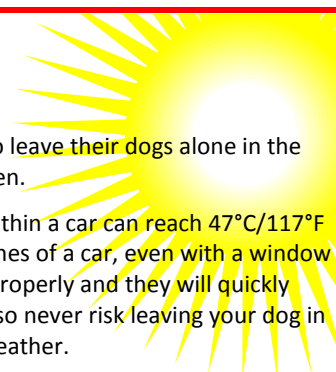 leave their dogs alone in the
en.
thin a car can reach 47°C/117°F
nes of a car, even with a window
roperly and they will quickly
so never risk leaving your dog in
eather.